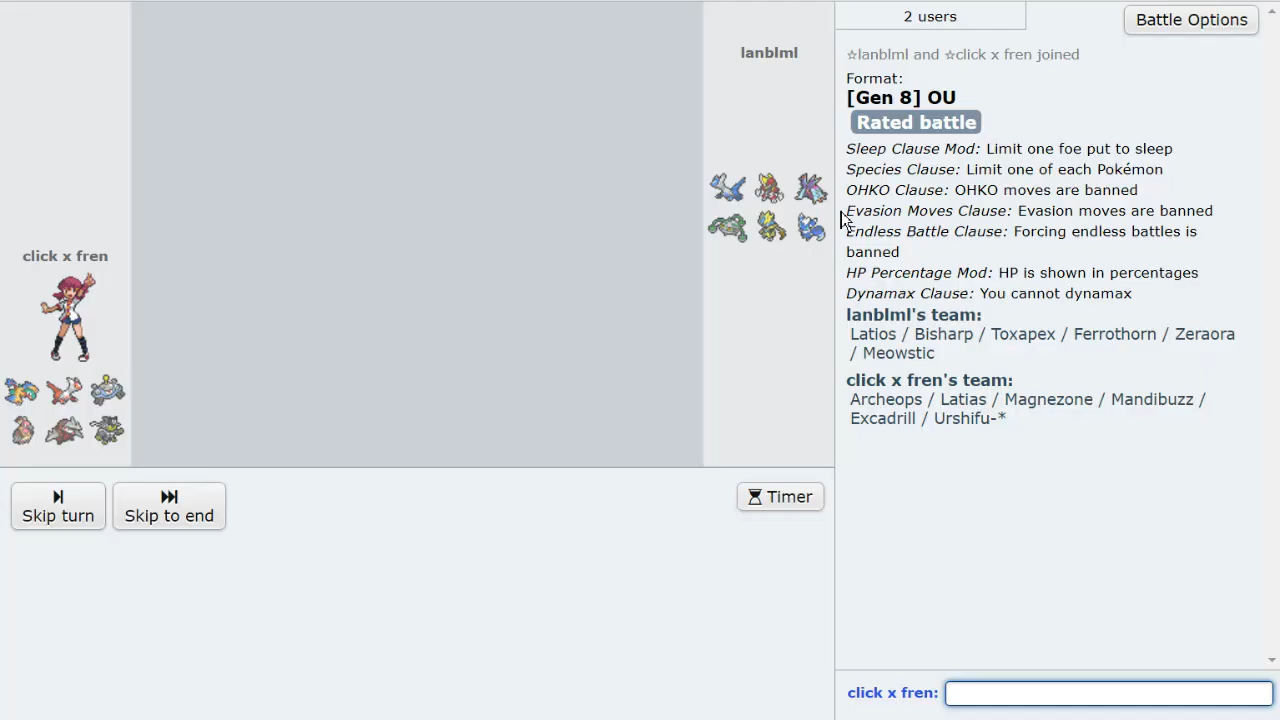 2 users
Battle Options
lanblml
☆lanblml and ☆click x fren joined
Format:
[Gen 8] OU
Rated battle
Sleep Clause Mod: Limit one foe put to sleep
Species Clause: Limit one of each Pokémon
OHKO Clause: OHKO moves are banned
Evasion Moves Clause: Evasion moves are banned
Endless Battle Clause: Forcing endless battles is
banned
HP Percentage Mod: HP is shown in percentages
Dynamax Clause: You cannot dynamax
lanblml's team:
Latios / Bisharp / Toxapex / Ferrothorn / Zeraora
/ Meowstic
click x fren's team:
Archeops / Latias / Magnezone / Mandibuzz /
Excadrill / Urshifu-*
click x fren
Skip turn
Skip to end
Timer
click x fren: